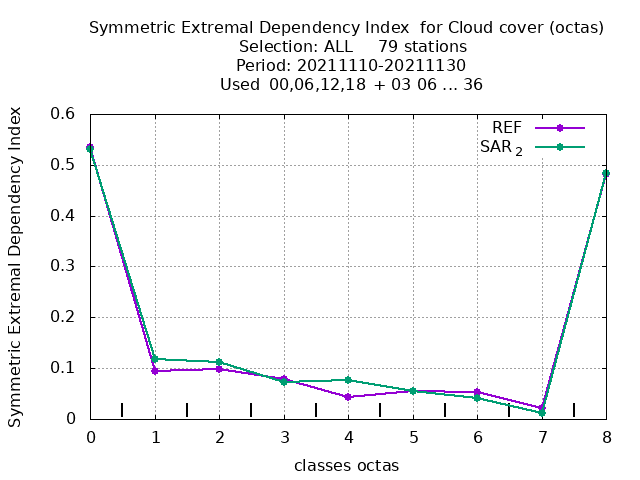 Symmetric Extremal Dependency Index  for Cloud cover (octas)
Selection: ALL     79 stations
Period: 20211110-20211130
Used  00,06,12,18  + 03 06 ... 36
Symmetric Extremal Dependency Index
REF
SAR 2
0.6
0.5
0.4
0.3
0.2
0.1
0
0 1 2 3 4 5 6 7 8
classes octas